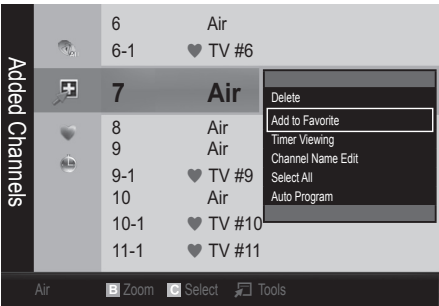 Added Channels
6 Air
6-1 ♥ TV #6
7 Air
8 Air
9 Air
9-1 ♥ TV #9
10 Air
10-1 ♥ TV #10
11-1 ♥ TV #11
Delete
Add to Favorite
Timer Viewing
Channel Name Edit
Select All
Auto Program
Air B Zoom C Select Tools